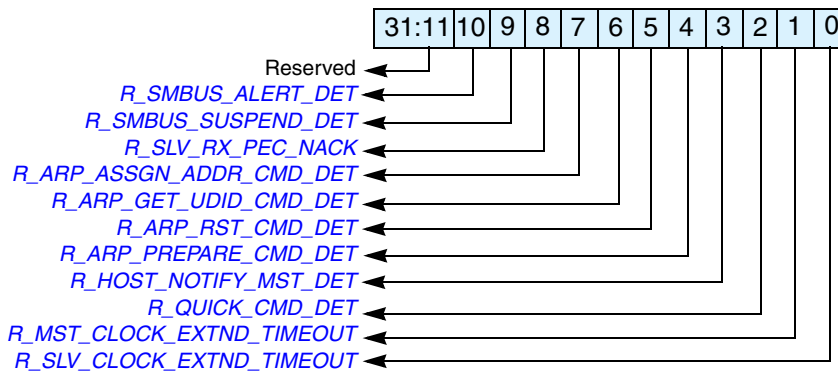 31:11 10 9 8 7 6 5 4 3 2 1 0
Reserved
R_SMBUS_ALERT_DET
R_SMBUS_SUSPEND_DET
R_SLV_RX_PEC_NACK
R_ARP_ASSGN_ADDR_CMD_DET
R_ARP_GET_UDID_CMD_DET
R_ARP_RST_CMD_DET
R_ARP_PREPARE_CMD_DET
R_HOST_NOTIFY_MST_DET
R_QUICK_CMD_DET
R_MST_CLOCK_EXTND_TIMEOUT
R_SLV_CLOCK_EXTND_TIMEOUT